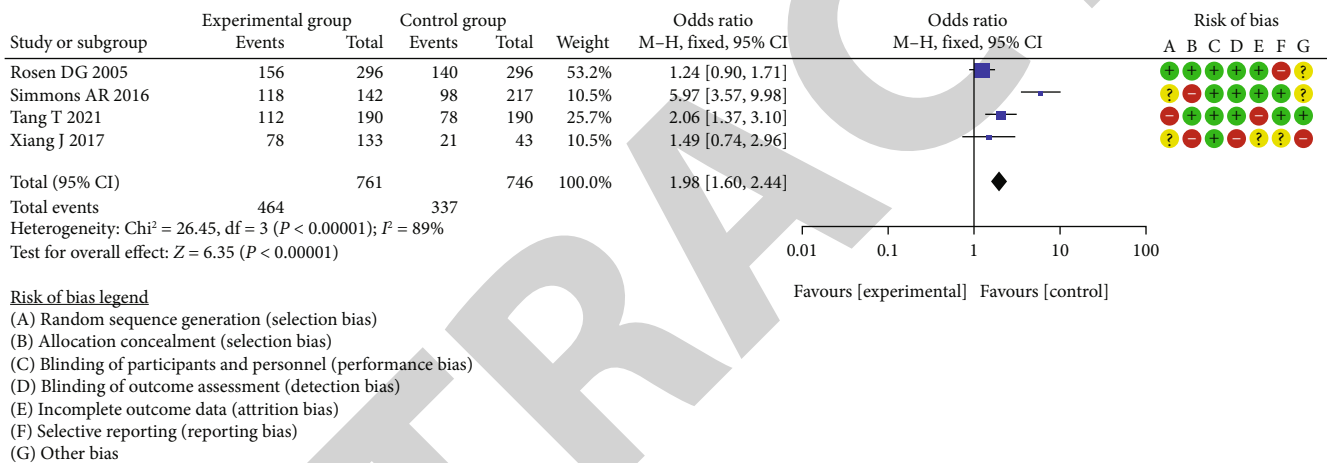 Experimental group Control group Odds ratio Odds ratio Risk of bias
Study or subgroup Events Total Events Total Weight M–H, fixed, 95% CI M–H, fixed, 95% CI A B C D E F G
Rosen DG 2005 156 296 140 296 53.2% 1.24 [0.90, 1.71] + + + + + – ?
Simmons AR 2016 118 142 98 217 10.5% 5.97 [3.57, 9.98] ? – + + + + ?
Tang T 2021 112 190 78 190 25.7% 2.06 [1.37, 3.10] – + + + – + +
Xiang J 2017 78 133 21 43 10.5% 1.49 [0.74, 2.96] ? – + – ? ? –
Total (95% CI) 761 746 100.0% 1.98 [1.60, 2.44]
Total events 464 337
Heterogeneity: Chi² = 26.45, df = 3 (P < 0.00001); I² = 89%
Test for overall effect: Z = 6.35 (P < 0.00001)
0.01 0.1 1 10 100
Favours [experimental] Favours [control]
Risk of bias legend
(A) Random sequence generation (selection bias)
(B) Allocation concealment (selection bias)
(C) Blinding of participants and personnel (performance bias)
(D) Blinding of outcome assessment (detection bias)
(E) Incomplete outcome data (attrition bias)
(F) Selective reporting (reporting bias)
(G) Other bias